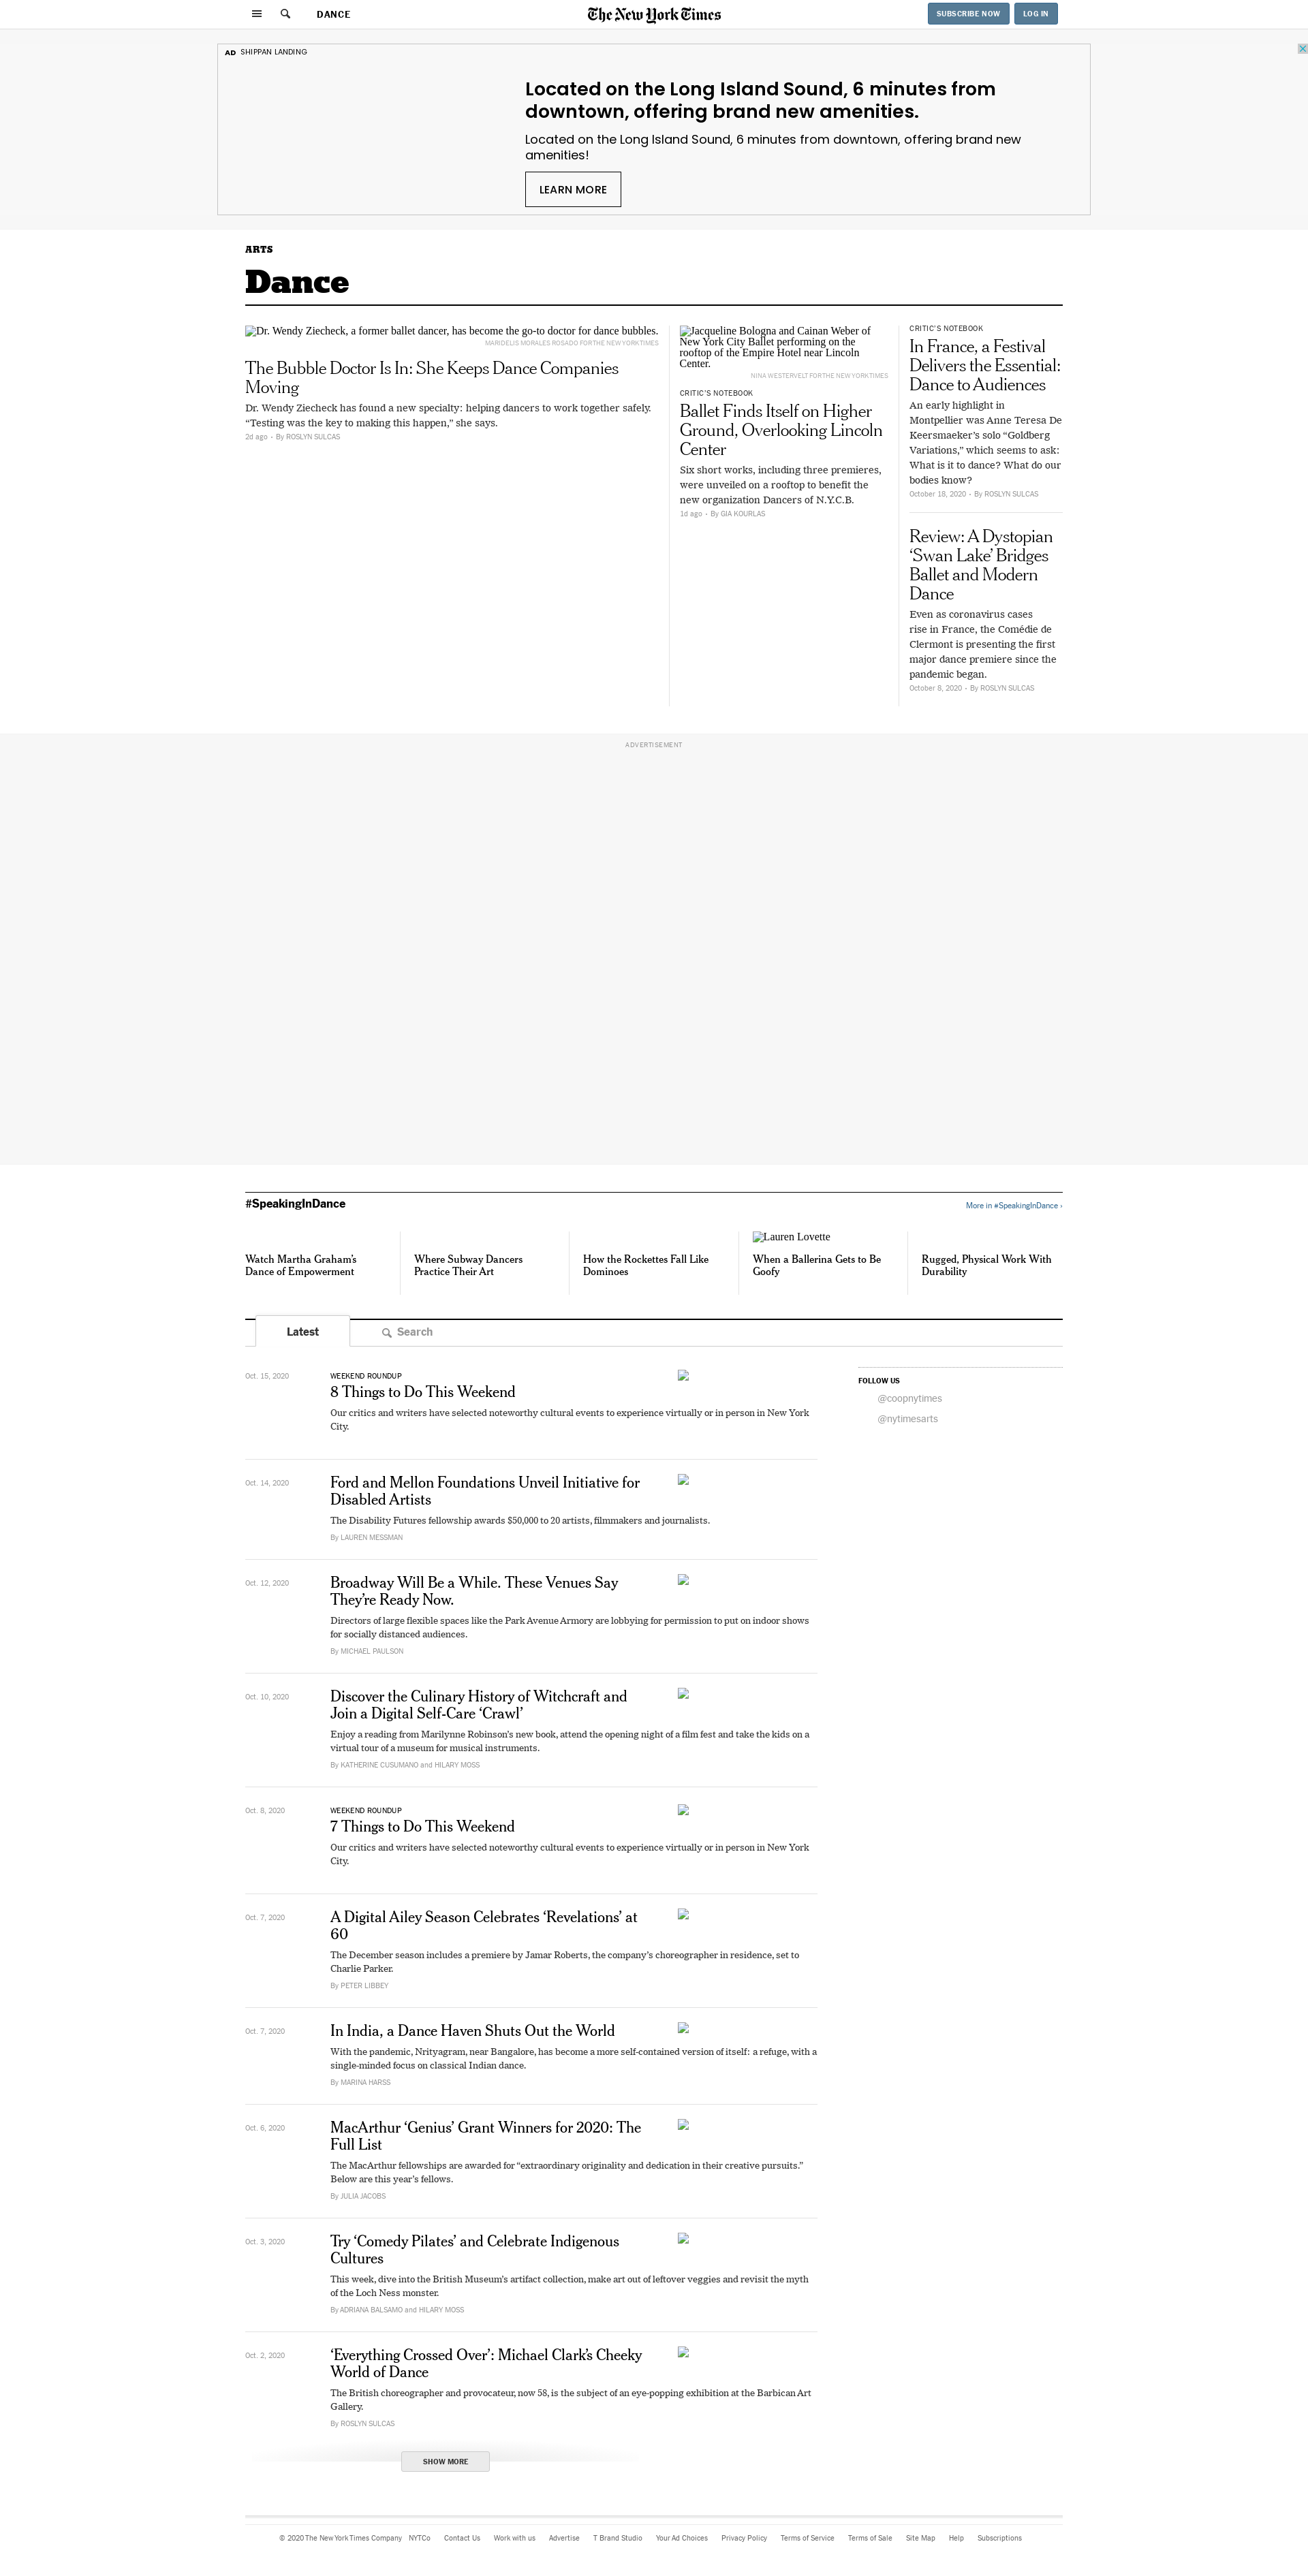 DANCE
The New York Times
SUBSCRIBE NOW
LOG IN
AD SHIPPAN LANDING
Located on the Long Island Sound, 6 minutes from
downtown, offering brand new amenities.
Located on the Long Island Sound, 6 minutes from downtown, offering brand new
amenities!
LEARN MORE
ARTS
Dance
Dr. Wendy Ziecheck, a former ballet dancer, has become the go-to doctor for dance bubbles.
MARIDELIS MORALES ROSADO FOR THE NEW YORK TIMES
The Bubble Doctor Is In: She Keeps Dance Companies
Moving
Dr. Wendy Ziecheck has found a new specialty: helping dancers to work together safely.
“Testing was the key to making this happen,” she says.
2d ago • By ROSLYN SULCAS
Jacqueline Bologna and Cainan Weber of
New York City Ballet performing on the
rooftop of the Empire Hotel near Lincoln
Center.
NINA WESTERVELT FOR THE NEW YORK TIMES
CRITIC’S NOTEBOOK
Ballet Finds Itself on Higher
Ground, Overlooking Lincoln
Center
Six short works, including three premieres,
were unveiled on a rooftop to benefit the
new organization Dancers of N.Y.C.B.
1d ago • By GIA KOURLAS
CRITIC’S NOTEBOOK
In France, a Festival
Delivers the Essential:
Dance to Audiences
An early highlight in
Montpellier was Anne Teresa De
Keersmaeker’s solo “Goldberg
Variations,” which seems to ask:
What is it to dance? What do our
bodies know?
October 18, 2020 • By ROSLYN SULCAS
Review: A Dystopian
‘Swan Lake’ Bridges
Ballet and Modern
Dance
Even as coronavirus cases
rise in France, the Comédie de
Clermont is presenting the first
major dance premiere since the
pandemic began.
October 8, 2020 • By ROSLYN SULCAS
ADVERTISEMENT
#SpeakingInDance
More in #SpeakingInDance ›
Watch Martha Graham’s
Dance of Empowerment
Where Subway Dancers
Practice Their Art
How the Rockettes Fall Like
Dominoes
Lauren Lovette
When a Ballerina Gets to Be
Goofy
Rugged, Physical Work With
Durability
Latest
Search
FOLLOW US
@coopnytimes
@nytimesarts
Oct. 15, 2020
WEEKEND ROUNDUP
8 Things to Do This Weekend
Our critics and writers have selected noteworthy cultural events to experience virtually or in person in New York
City.
Oct. 14, 2020
Ford and Mellon Foundations Unveil Initiative for
Disabled Artists
The Disability Futures fellowship awards $50,000 to 20 artists, filmmakers and journalists.
By LAUREN MESSMAN
Oct. 12, 2020
Broadway Will Be a While. These Venues Say
They’re Ready Now.
Directors of large flexible spaces like the Park Avenue Armory are lobbying for permission to put on indoor shows
for socially distanced audiences.
By MICHAEL PAULSON
Oct. 10, 2020
Discover the Culinary History of Witchcraft and
Join a Digital Self-Care ‘Crawl’
Enjoy a reading from Marilynne Robinson’s new book, attend the opening night of a film fest and take the kids on a
virtual tour of a museum for musical instruments.
By KATHERINE CUSUMANO and HILARY MOSS
Oct. 8, 2020
WEEKEND ROUNDUP
7 Things to Do This Weekend
Our critics and writers have selected noteworthy cultural events to experience virtually or in person in New York
City.
Oct. 7, 2020
A Digital Ailey Season Celebrates ‘Revelations’ at
60
The December season includes a premiere by Jamar Roberts, the company’s choreographer in residence, set to
Charlie Parker.
By PETER LIBBEY
Oct. 7, 2020
In India, a Dance Haven Shuts Out the World
With the pandemic, Nrityagram, near Bangalore, has become a more self-contained version of itself: a refuge, with a
single-minded focus on classical Indian dance.
By MARINA HARSS
Oct. 6, 2020
MacArthur ‘Genius’ Grant Winners for 2020: The
Full List
The MacArthur fellowships are awarded for “extraordinary originality and dedication in their creative pursuits.”
Below are this year’s fellows.
By JULIA JACOBS
Oct. 3, 2020
Try ‘Comedy Pilates’ and Celebrate Indigenous
Cultures
This week, dive into the British Museum’s artifact collection, make art out of leftover veggies and revisit the myth
of the Loch Ness monster.
By ADRIANA BALSAMO and HILARY MOSS
Oct. 2, 2020
‘Everything Crossed Over’: Michael Clark’s Cheeky
World of Dance
The British choreographer and provocateur, now 58, is the subject of an eye-popping exhibition at the Barbican Art
Gallery.
By ROSLYN SULCAS
SHOW MORE
© 2020 The New York Times Company NYTCo Contact Us Work with us Advertise T Brand Studio Your Ad Choices Privacy Policy Terms of Service Terms of Sale Site Map Help Subscriptions